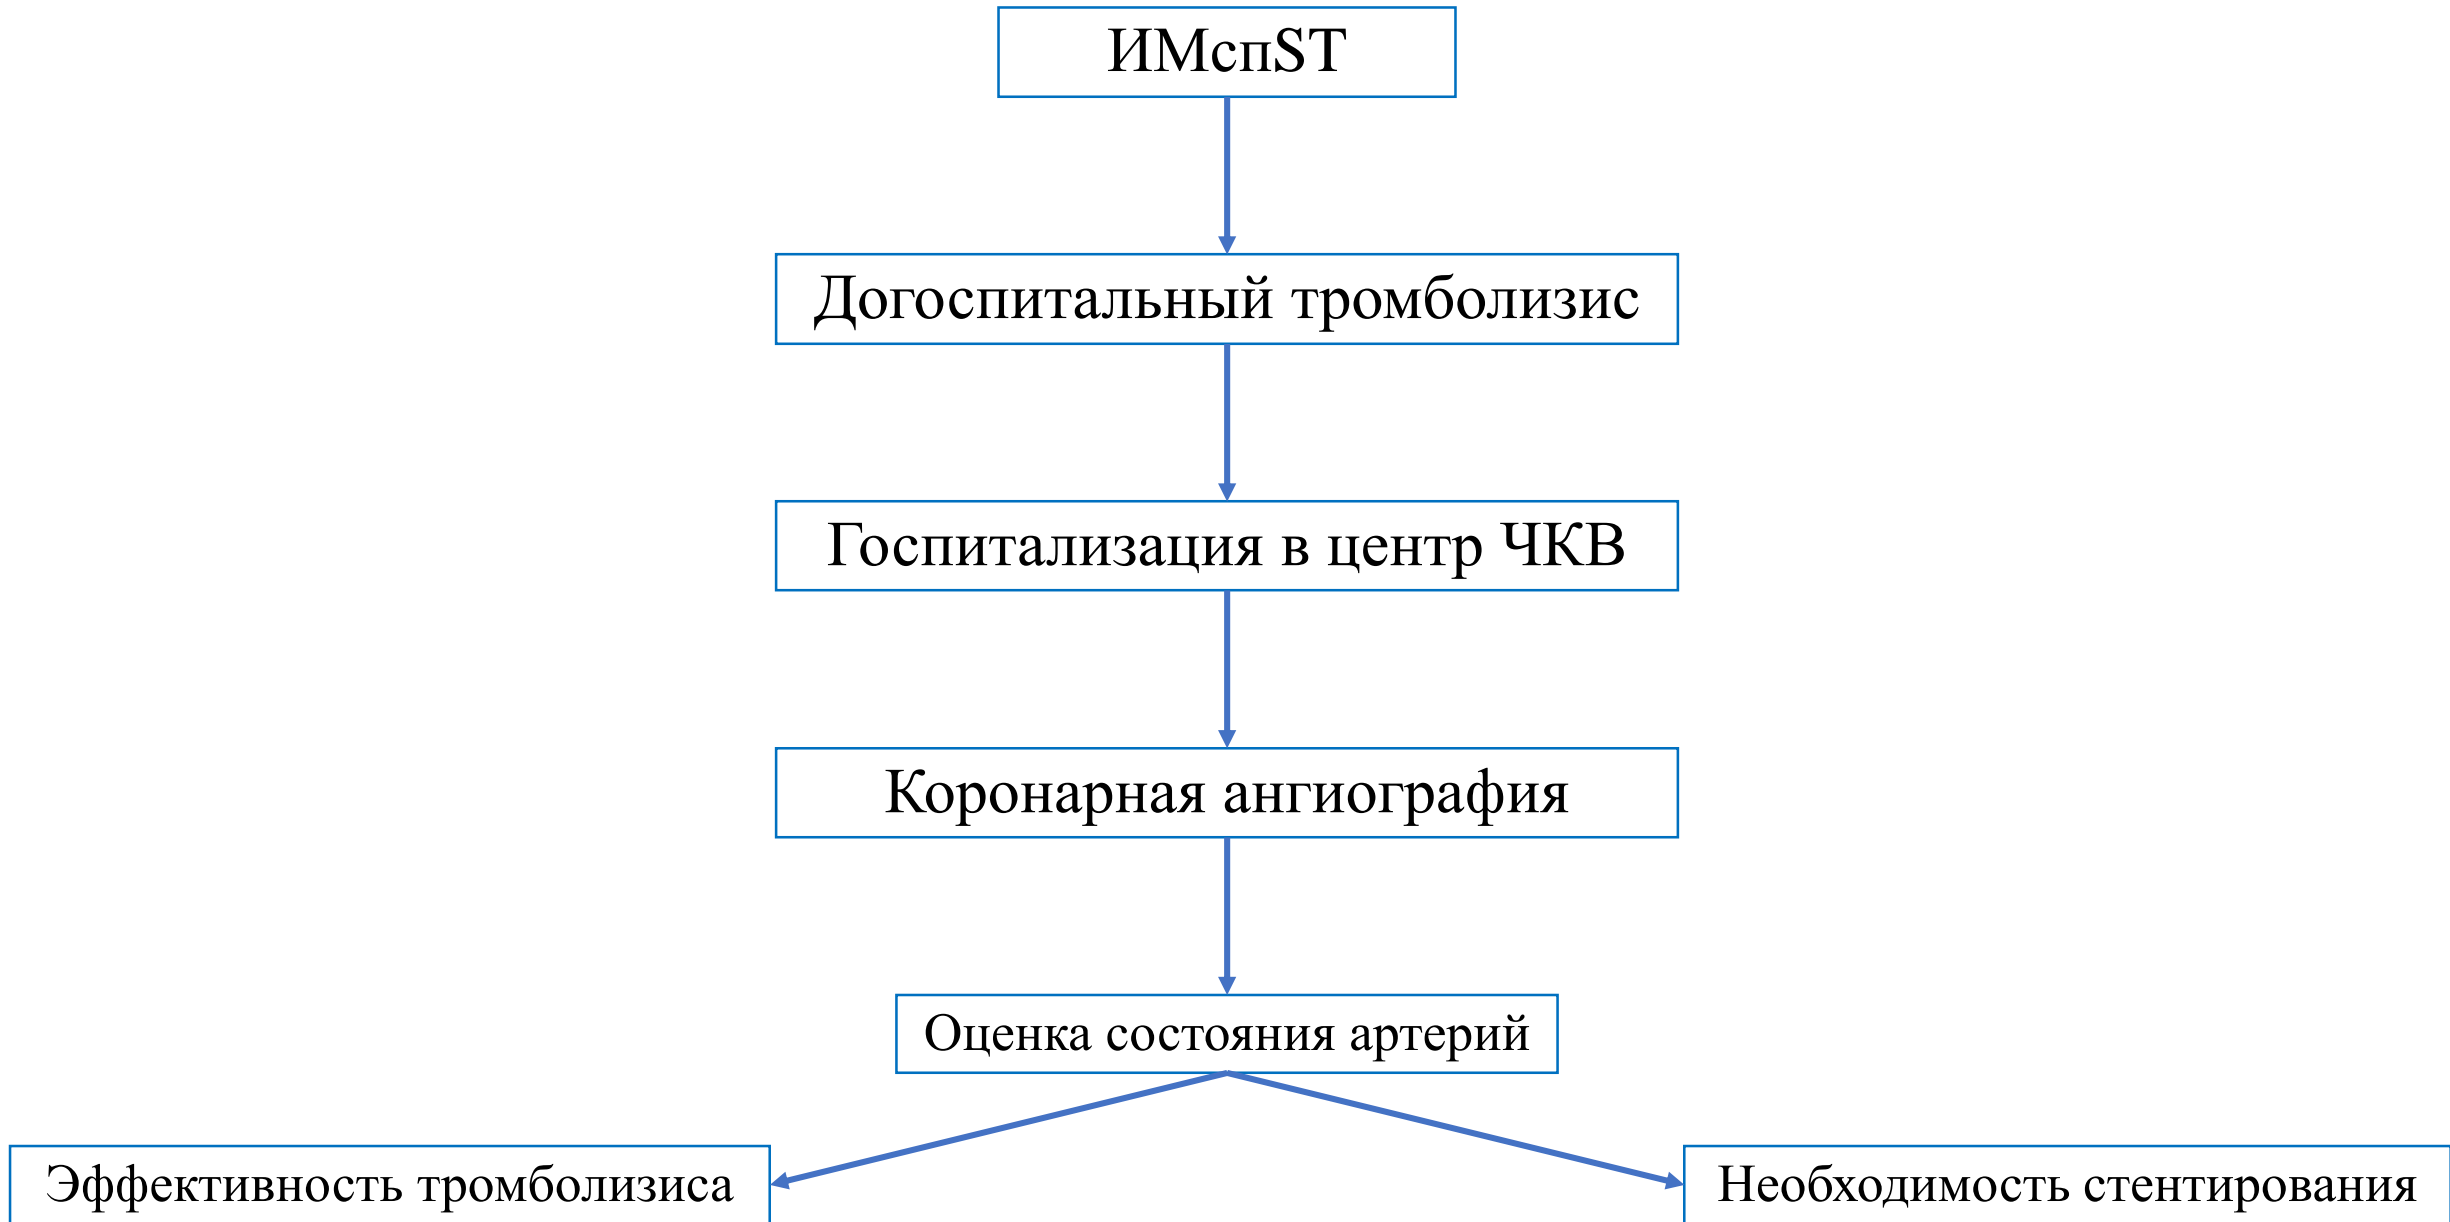 ИМспST
Догоспитальный тромболизис
Госпитализация в центр ЧКВ
Коронарная ангиография
Оценка состояния артерий
Эффективность тромболизиса
Необходимость стентирования